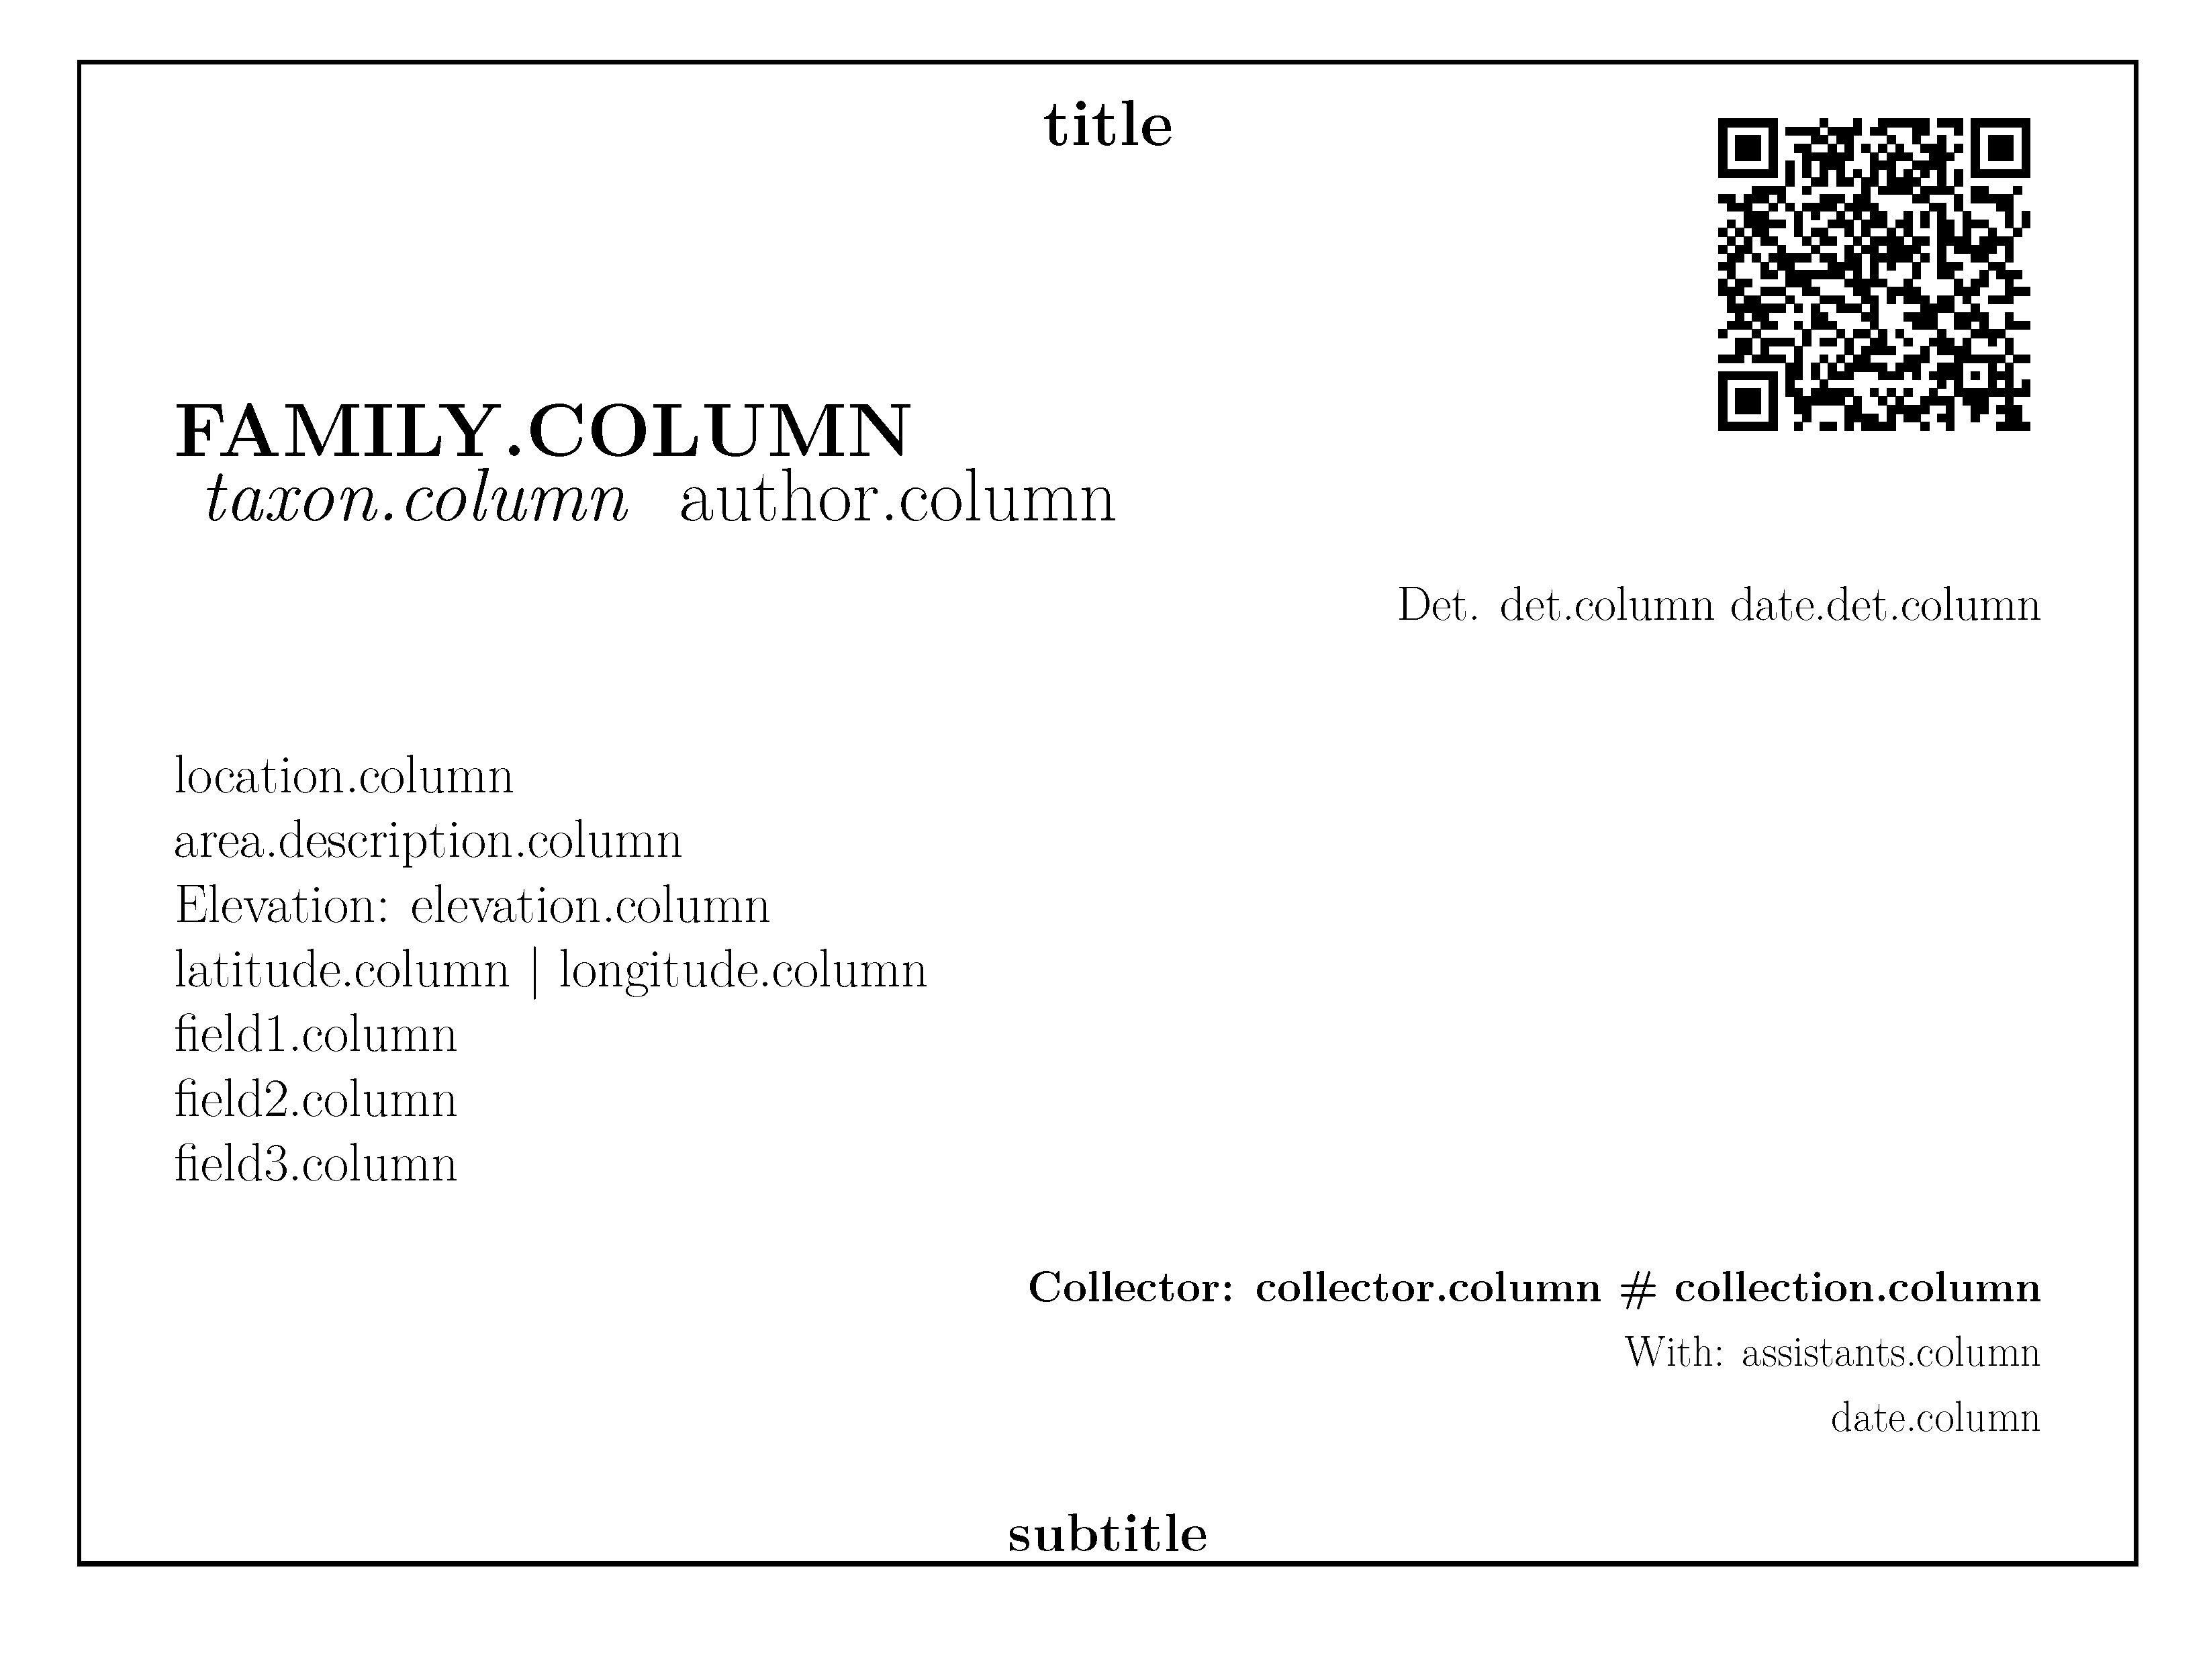 title
FAMILY.COLUMN
taxon.column author.column
Det. det.column date.det.column
location.column
area.description.column
Elevation: elevation.column
latitude.column | longitude.column
field1.column
field2.column
field3.column
Collector: collector.column # collection.column
With: assistants.column
date.column
subtitle